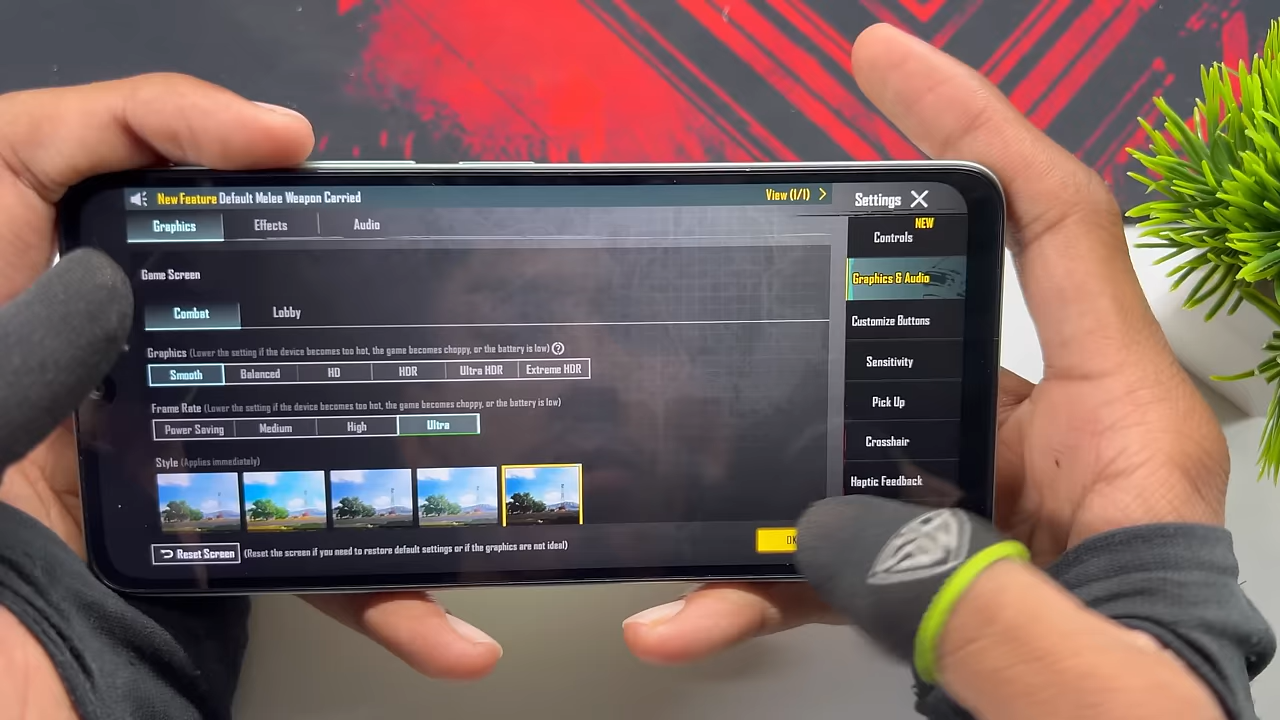 New Feature Default Melee Weapon Carried
View (1/1)
Settings
Graphics
Effects
Audio
NEW
Controls
Game Screen
Graphics & Audio
Combat
Lobby
Customize Buttons
Graphics (Lower the setting if the device becomes too hot, the game becomes choppy, or the battery is low) ?
Smooth
Balanced
HD
HDR
Ultra HDR
Extreme HDR
Sensitivity
Frame Rate (Lower the setting if the device becomes too hot, the game becomes choppy, or the battery is low)
Power Saving
Medium
High
Ultra
Pick Up
Crosshair
Style (Applies immediately)
Haptic Feedback
Reset Screen
(Reset the screen if you need to restore default settings or if the graphics are not ideal)
OK